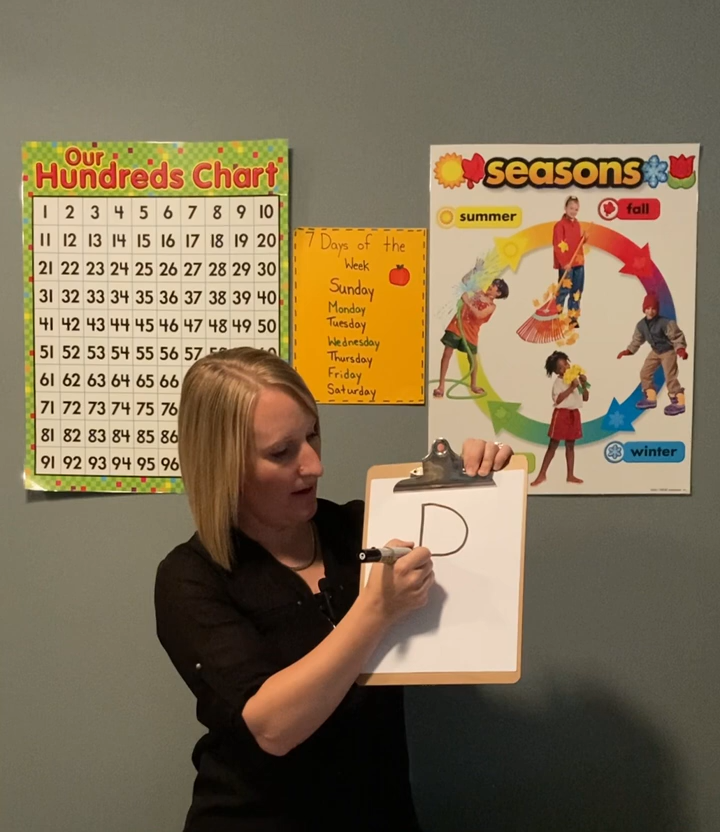 Our
Hundreds Chart
1 2 3 4 5 6 7 8 9 10
11 12 13 14 15 16 17 18 19 20
21 22 23 24 25 26 27 28 29 30
31 32 33 34 35 36 37 38 39 40
41 42 43 44 45 46 47 48 49 50
51 52 53 54 55 56 57
61 62 63 64 65 66
71 72 73 74 75 76
81 82 83 84 85 86
91 92 93 94 95 96
7 Days of the
Week
Sunday
Monday
Tuesday
Wednesday
Thursday
Friday
Saturday
seasons
summer
fall
winter
D